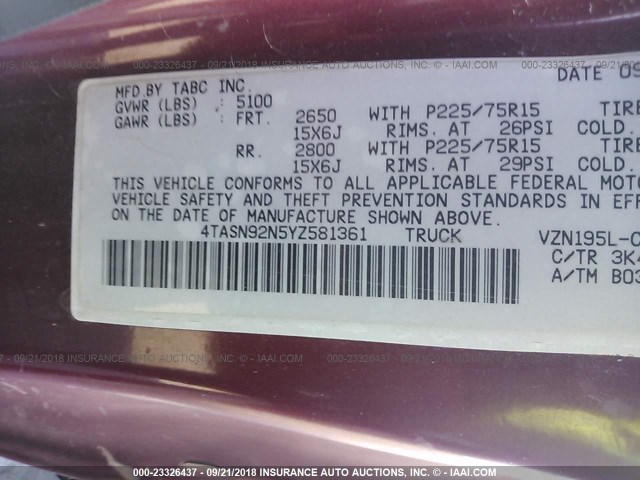 000-23326437 - 09/21/2018 INSURANCE AUTO AUCTIONS, INC. - © - IAAI.COM
DATE 09
MFD.BY TABC INC.
GVWR (LBS) : 5100
GAWR (LBS) : FRT. 2650 WITH P225/75R15 TIRE
15X6J RIMS. AT 26PSI COLD.
RR. 2800 WITH P225/75R15 TIRE
15X6J RIMS. AT 29PSI COLD.
THIS VEHICLE CONFORMS TO ALL APPLICABLE FEDERAL MOTO
VEHICLE SAFETY AND THEFT PREVENTION STANDARDS IN EFF
ON THE DATE OF MANUFACTURE SHOWN ABOVE.
4TASN92N5YZ581361 TRUCK VZN195L-C
C/TR 3K4
A/TM B03
000-23326437 - 09/21/2018 INSURANCE AUTO AUCTIONS, INC. - © - IAAI.COM
000-23326437 - 09/21/2018 INSURANCE AUTO AUCTIONS, INC. - © - IAAI.COM